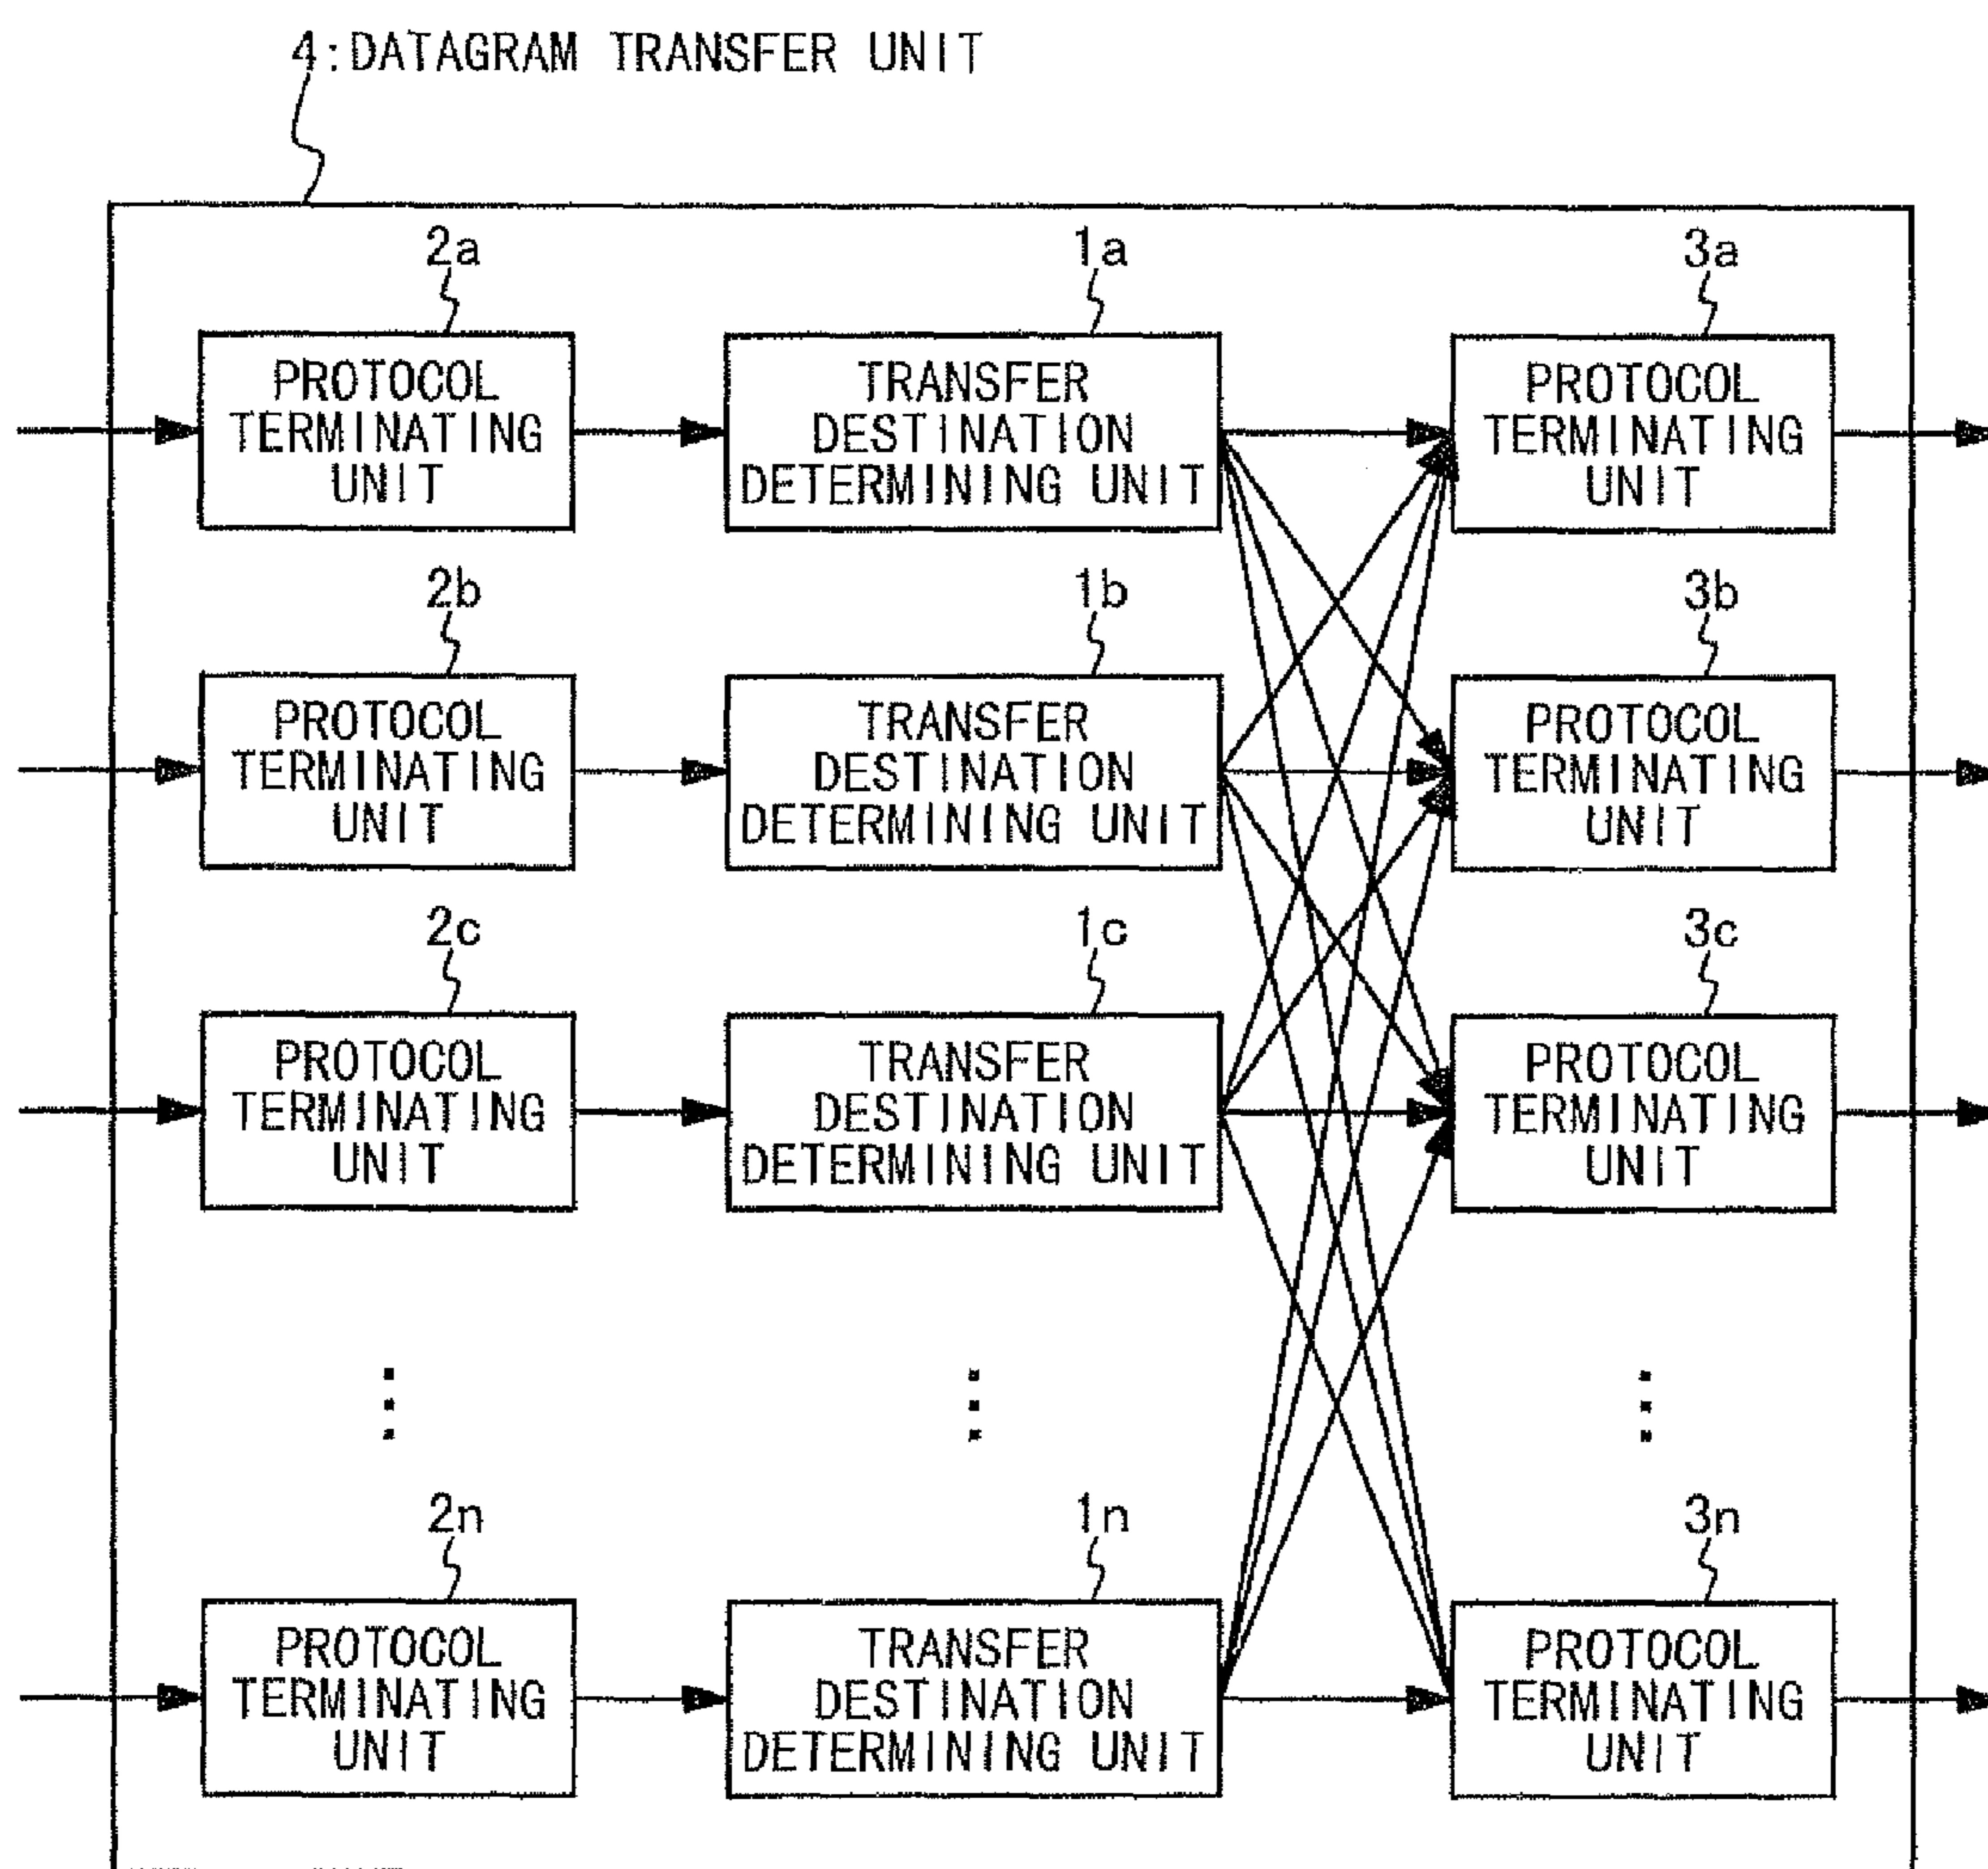 4:DATAGRAM TRANSFER UNIT
2a
1a
3a
PROTOCOL
TERMINATING
UNIT
TRANSFER
DESTINATION
DETERMINING UNIT
PROTOCOL
TERMINATING
UNIT
2b
1b
3b
PROTOCOL
TERMINATING
UNIT
TRANSFER
DESTINATION
DETERMINING UNIT
PROTOCOL
TERMINATING
UNIT
2c
1c
3c
PROTOCOL
TERMINATING
UNIT
TRANSFER
DESTINATION
DETERMINING UNIT
PROTOCOL
TERMINATING
UNIT
2n
1n
3n
PROTOCOL
TERMINATING
UNIT
TRANSFER
DESTINATION
DETERMINING UNIT
PROTOCOL
TERMINATING
UNIT